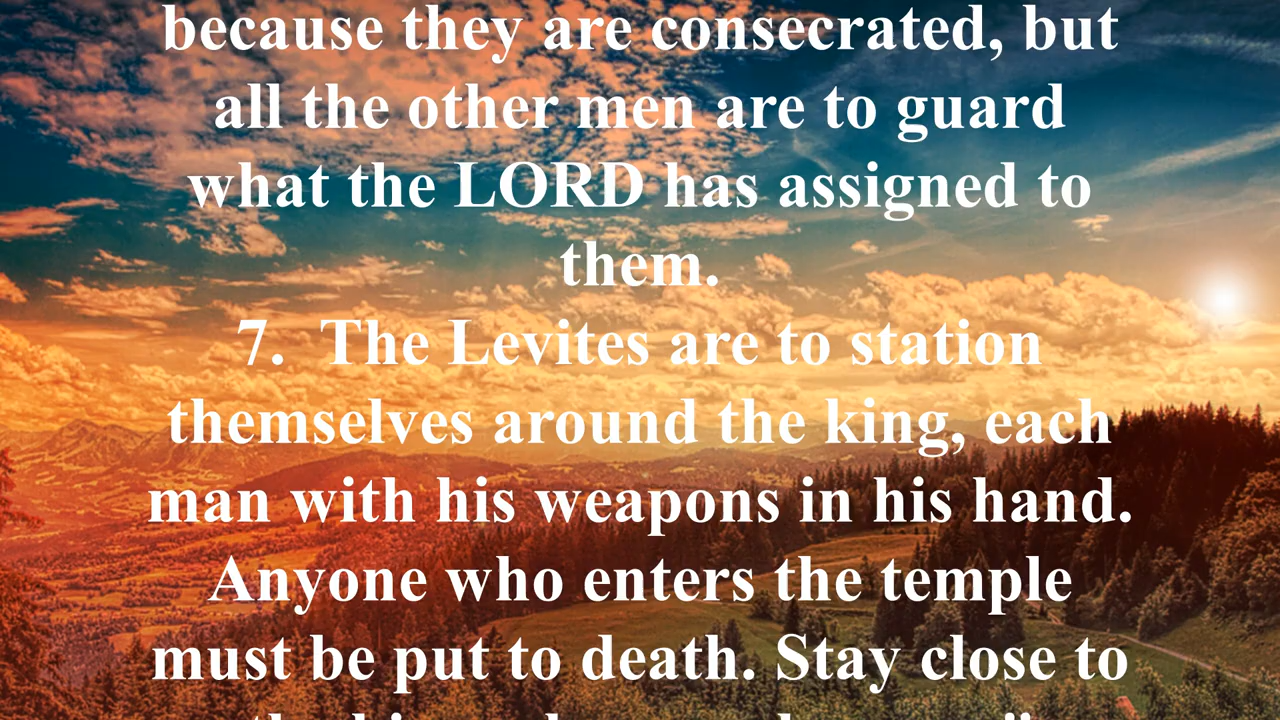 because they are consecrated, but
all the other men are to guard
what the LORD has assigned to
them.
7. The Levites are to station
themselves around the king, each
man with his weapons in his hand.
Anyone who enters the temple
must be put to death. Stay close to